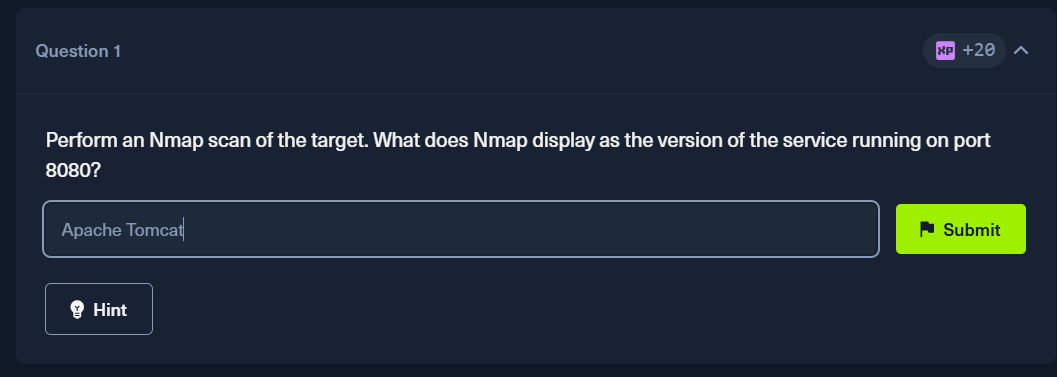 Question 1
XP +20
Perform an Nmap scan of the target. What does Nmap display as the version of the service running on port
8080?
Apache Tomcat
Submit
Hint